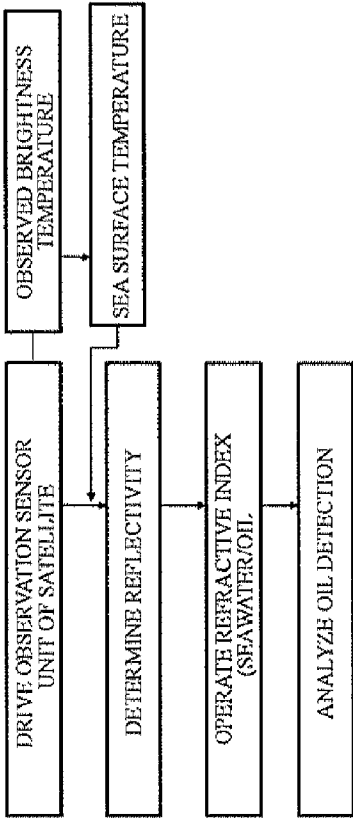 DRIVE OBSERVATION SENSOR
UNIT OF SATELLITE
OBSERVED BRIGHTNESS
TEMPERATURE
SEA SURFACE TEMPERATURE
DETERMINE REFLECTIVITY
OPERATE REFRACTIVE INDEX
(SEAWATER/OIL
ANALYZE OIL DETECTION